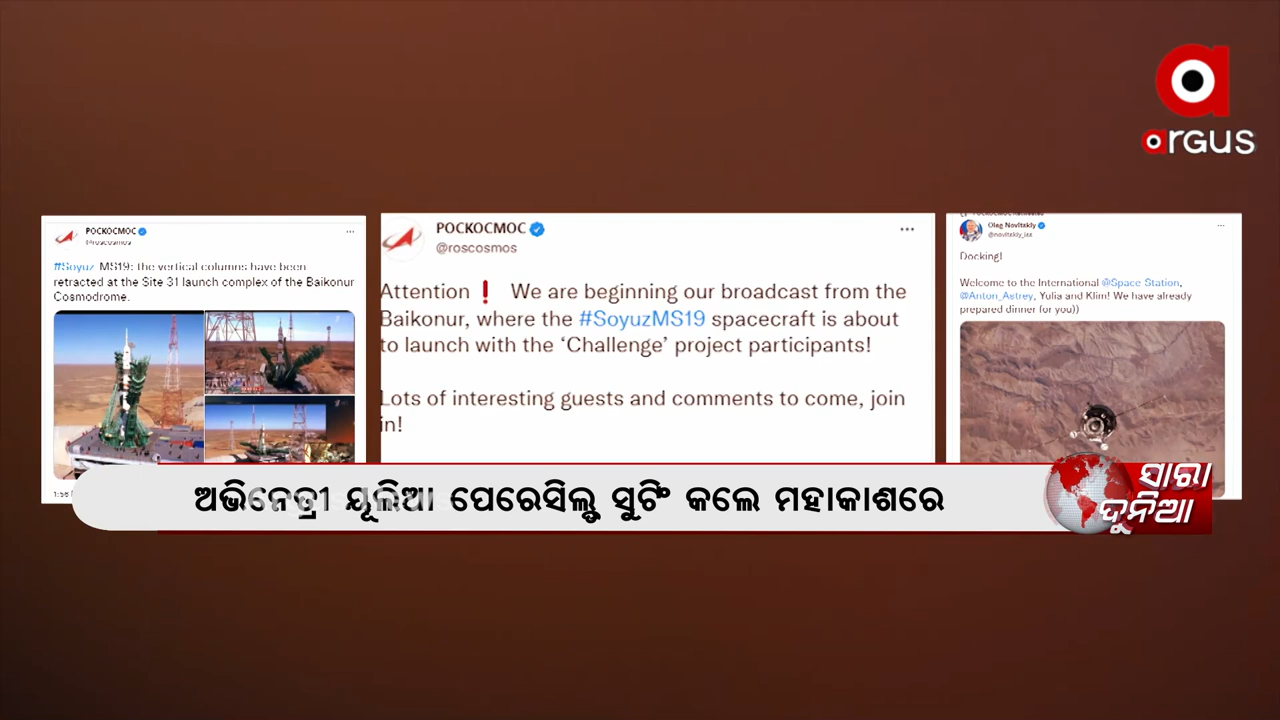 argus
РОСКОСМОС
@roscosmos
#Soyuz MS19: the vertical columns have been
retracted at the Site 31 launch complex of the Baikonur
Cosmodrome.
РОСКОСМОС
@roscosmos
Attention❗ We are beginning our broadcast from the
Baikonur, where the #SoyuzMS19 spacecraft is about
to launch with the ‘Challenge’ project participants!
Lots of interesting guests and comments to come, join
in!
Oleg Novitskiy
@novitskiy_iss
Docking!
Welcome to the International @Space Station,
@Anton_Astrey, Yulia and Klim! We have already
prepared dinner for you))
ଅଭିନେତ୍ରୀ ୟୂଲିଆ ପେରେସିଲ୍ଡ ସୁଟିଂ କଲେ ମହାକାଶରେ
ସାରା
ଦୁନିଆ